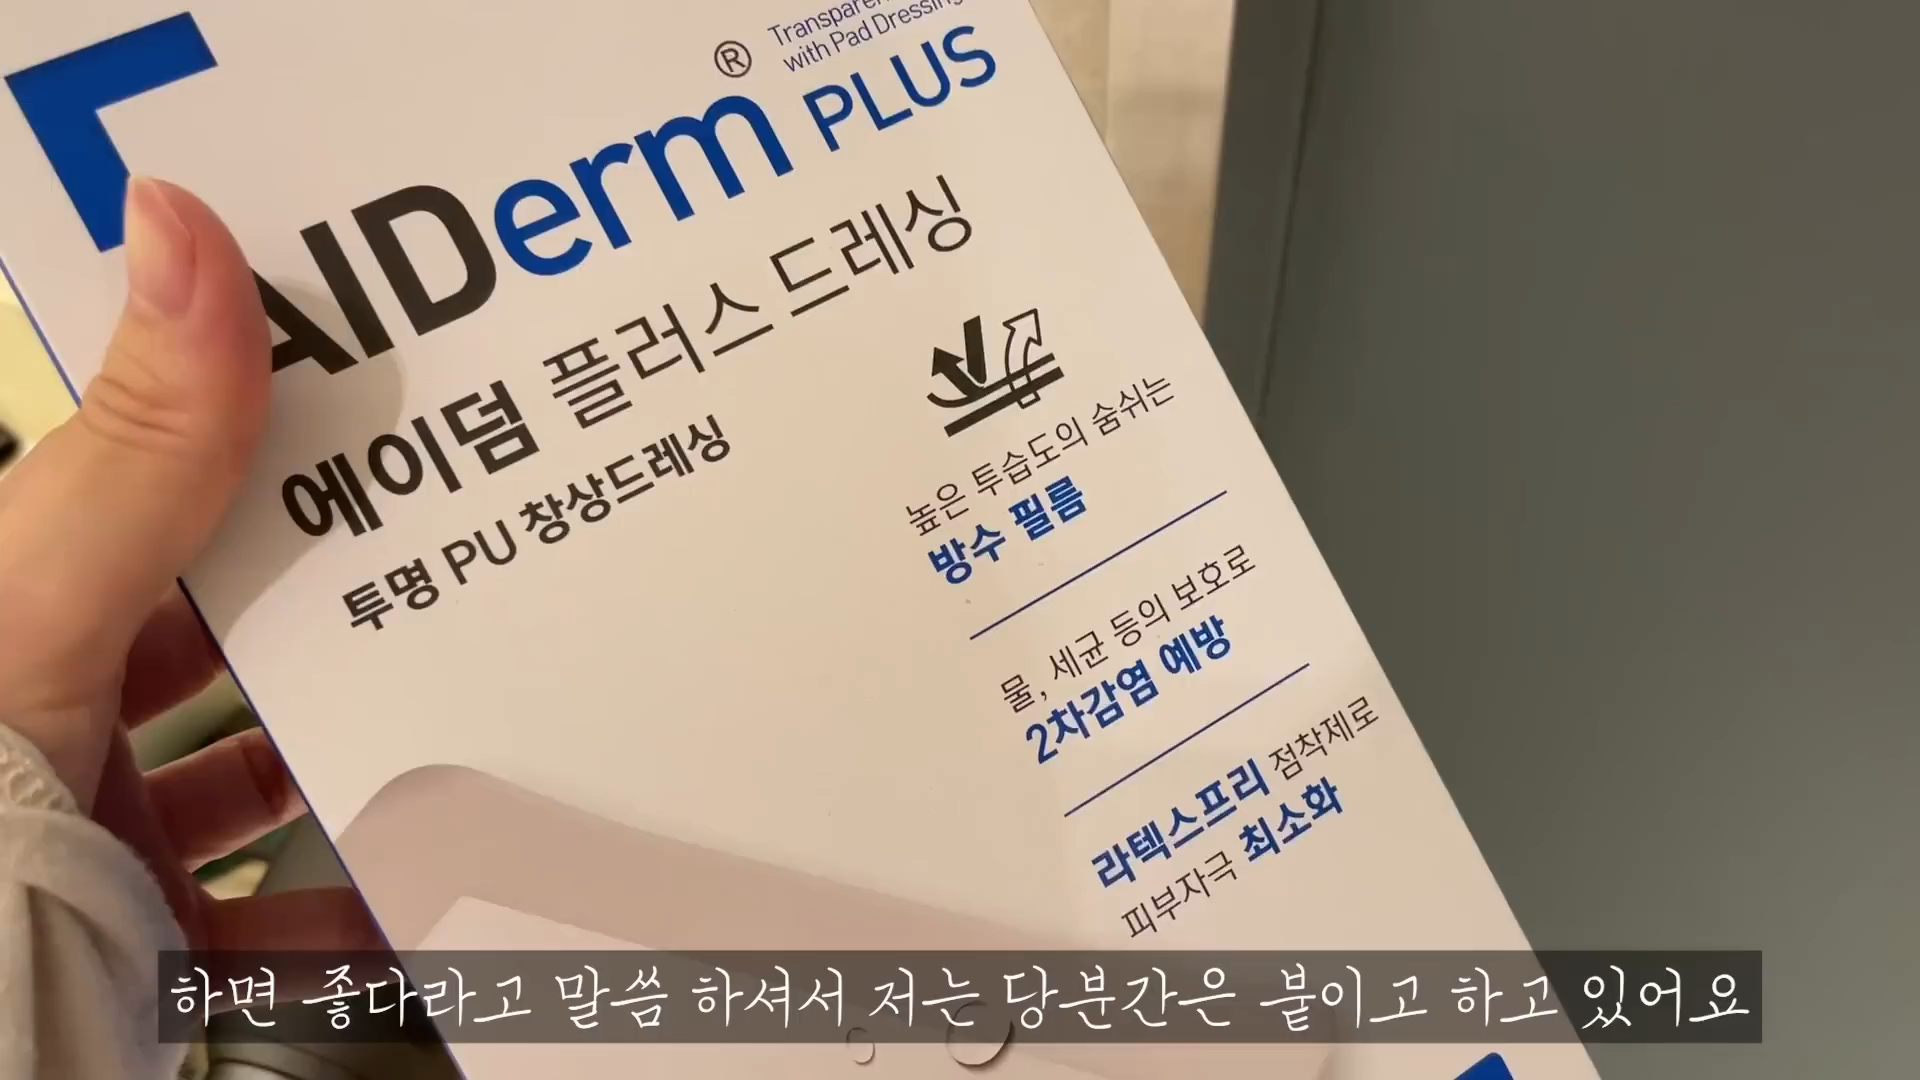 Transparent
with Pad Dressing
®
AIDerm PLUS
에이덤 플러스 드레싱
투명 PU 창상드레싱
높은 투습도의 숨쉬는
방수 필름
물, 세균 등의 보호로
2차감염 예방
라텍스프리 점착제로
피부자극 최소화
하면 좋다라고 말씀 하셔서 저는 당분간은 붙이고 하고 있어요